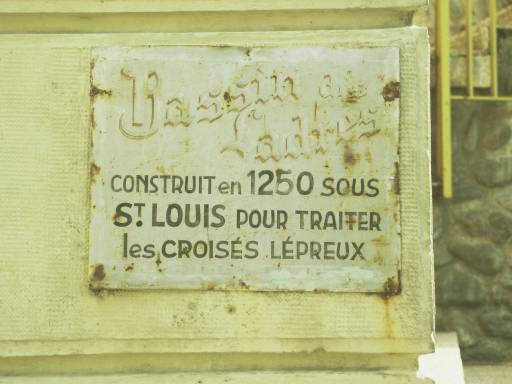 Bassin des
Ladres
CONSTRUIT en 1250 SOUS
ST. LOUIS POUR TRAITER
les CROISÉS LÉPREUX